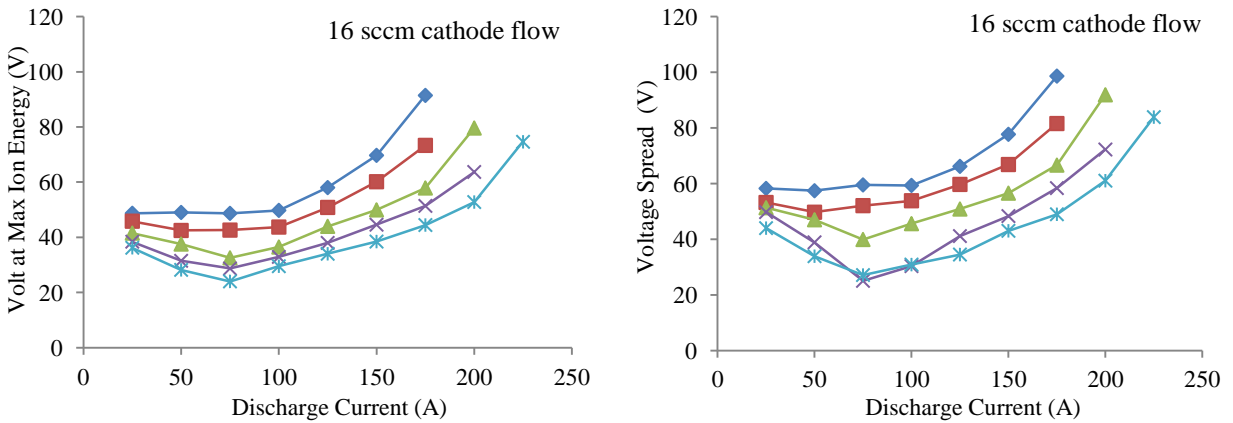 16 sccm cathode flow
Volt at Max Ion Energy (V)
120
100
80
60
40
20
0
0 50 100 150 200 250
Discharge Current (A)
16 sccm cathode flow
Voltage Spread (V)
120
100
80
60
40
20
0
0 50 100 150 200 250
Discharge Current (A)